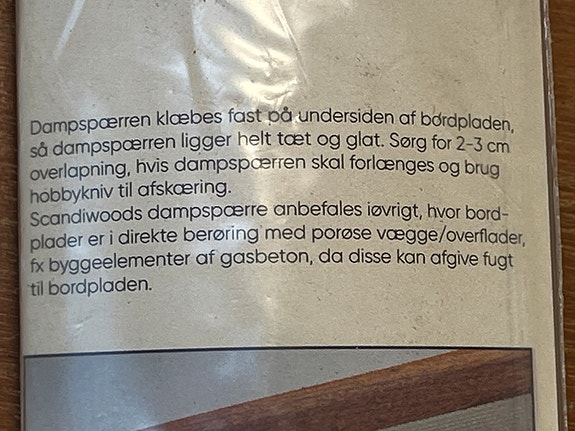 Dampspærren klæbes fast på undersiden af bordpladen,
så dampspærren ligger helt tæt og glat. Sørg for 2-3 cm
overlapning, hvis dampspærren skal forlænges og brug
hobbykniv til afskæring.
Scandiwoods dampspærre anbefales iøvrigt, hvor bord-
plader er i direkte berøring med porøse vægge/overflader,
fx byggeelementer af gasbeton, da disse kan afgive fugt
til bordpladen.